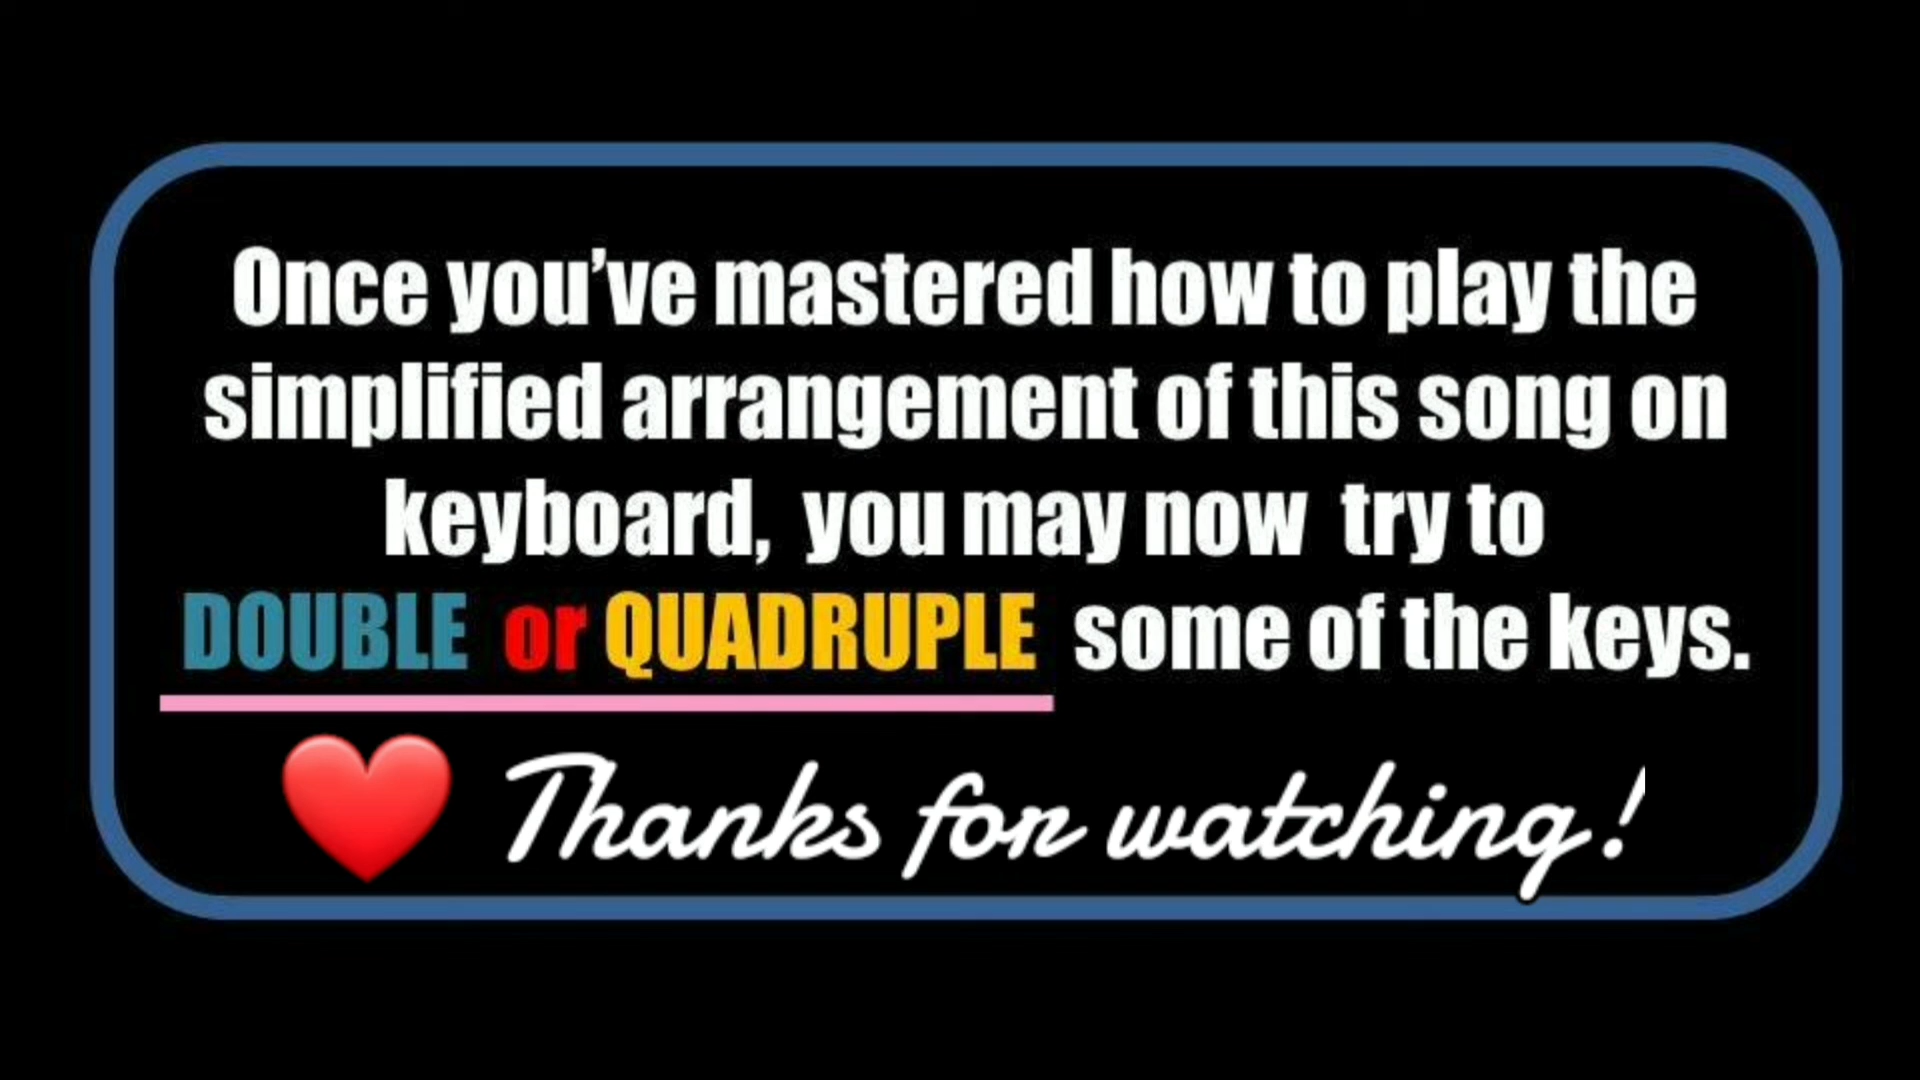 Once you’ve mastered how to play the
simplified arrangement of this song on
keyboard, you may now try to
DOUBLE or QUADRUPLE some of the keys.
Thanks for watching!